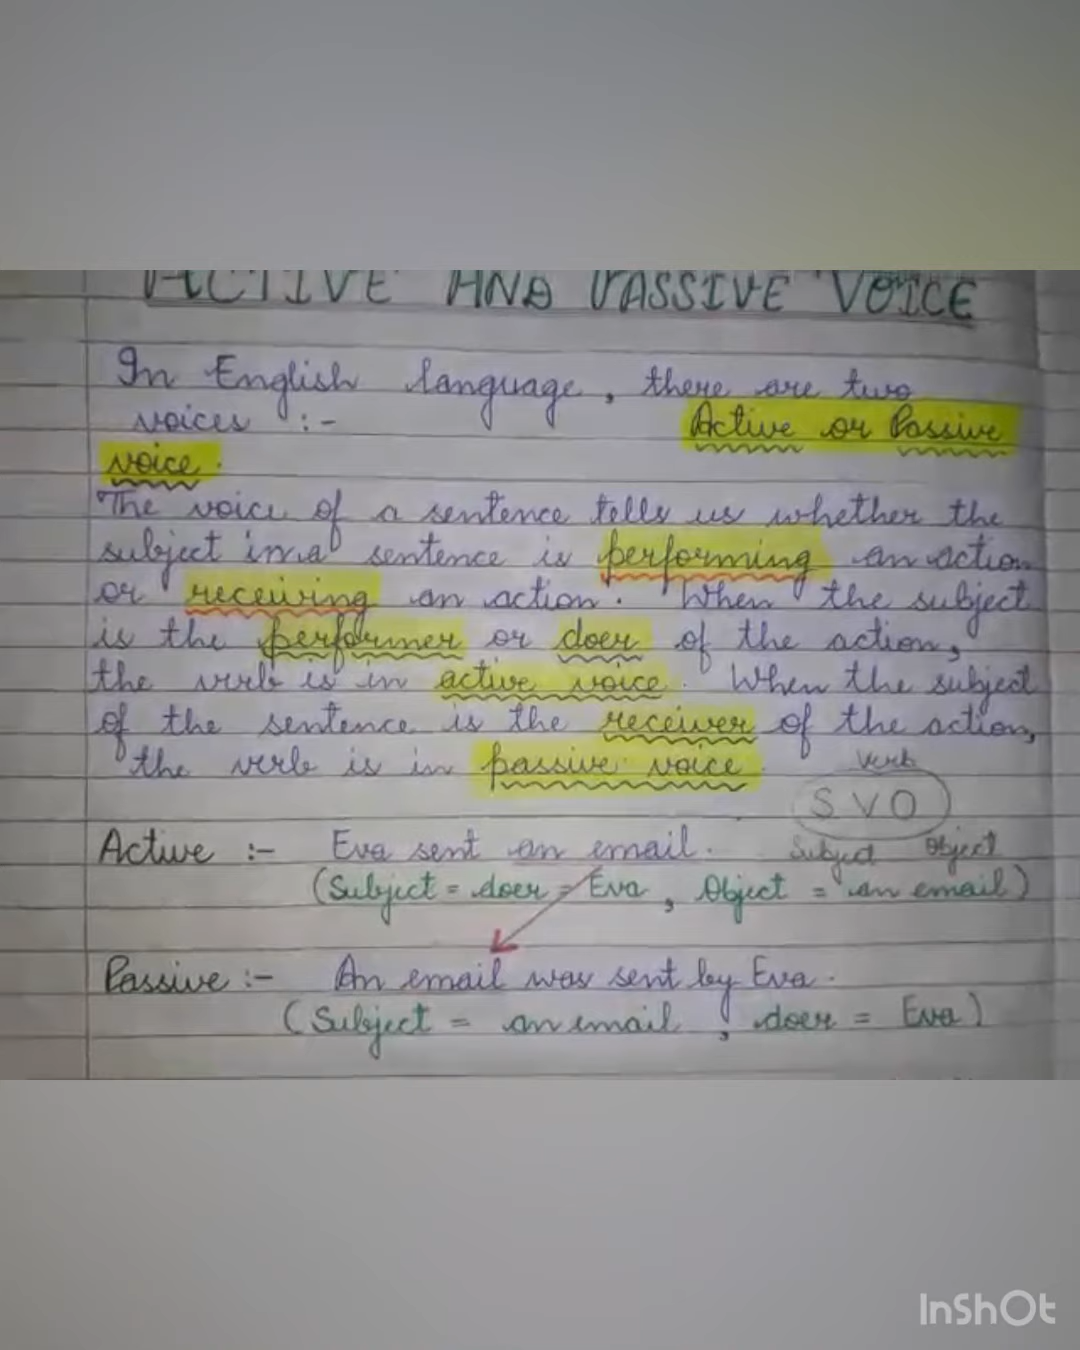 ACTIVE AND PASSIVE VOICE
In English language, there are two
voices :- Active or Passive
voice.
The voice of a sentence tells us whether the
subject in a sentence is performing an action
or receiving an action. When the subject
is the performer or doer of the action,
the verb is in active voice. When the subject
of the sentence is the receiver of the action,
the verb is in passive voice.
verb
SVO
Subject Object
Active :- Eva sent an email.
(Subject = doer = Eva, Object = an email)
Passive :- An email was sent by Eva.
(Subject = an email, doer = Eva)
InShOt